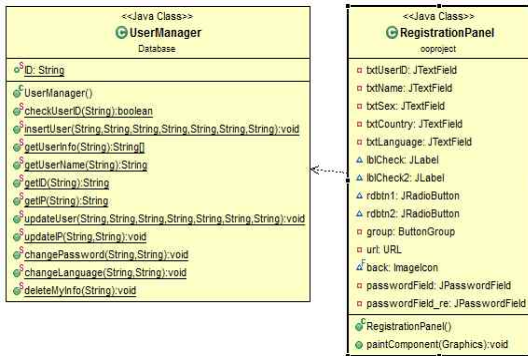 <<Java Class>>
UserManager
Database
ID: String
UserManager()
checkUserID(String):boolean
insertUser(String,String,String,String,String,String,String):void
getUserInfo(String):String[]
getUserName(String):String
getID(String):String
getIP(String):String
updateUser(String,String,String,String,String,String,String):void
updateIP(String,String):void
changePassword(String,String):void
changeLanguage(String,String):void
deleteMyInfo(String):void
<<Java Class>>
RegistrationPanel
ooproject
txtUserID: JTextField
txtName: JTextField
txtSex: JTextField
txtCountry: JTextField
txtLanguage: JTextField
lblCheck: JLabel
lblCheck2: JLabel
rdbtn1: JRadioButton
rdbtn2: JRadioButton
group: ButtonGroup
url: URL
back: ImageIcon
passwordField: JPasswordField
passwordField_re: JPasswordField
RegistrationPanel()
paintComponent(Graphics):void